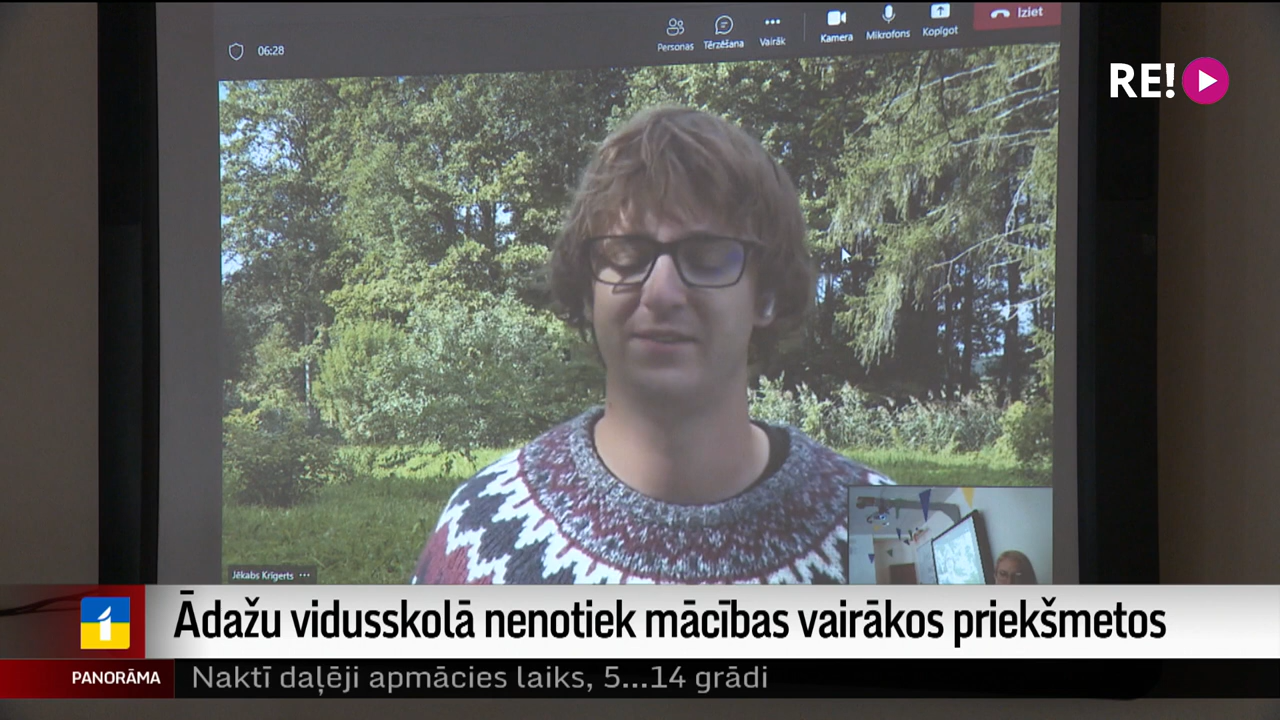 06:28
Personas
Tērzēšana
Vairāk
Kamera
Mikrofons
Kopīgot
Iziet
RE!
Jēkabs Krīgerts ...
1
Ādažu vidusskolā nenotiek mācības vairākos priekšmetos
PANORĀMA
Naktī daļēji apmācies laiks, 5...14 grādi